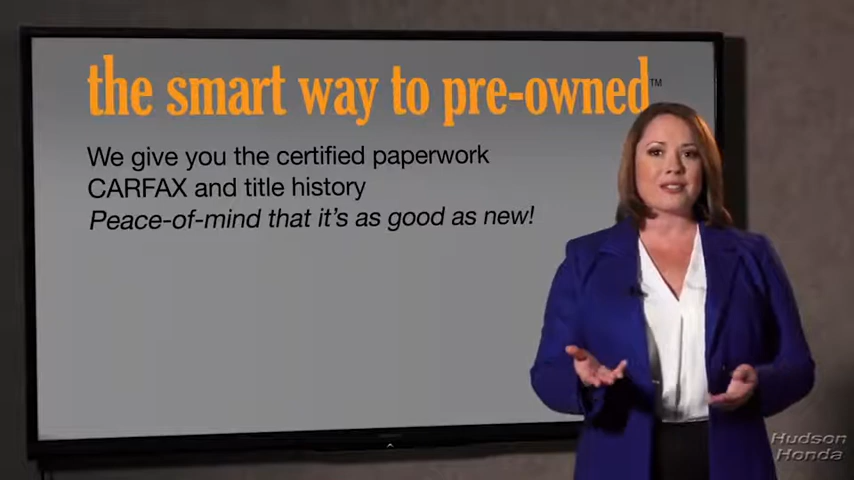 the smart way to pre-owned™
We give you the certified paperwork
CARFAX and title history
Peace-of-mind that it's as good as new!
Hudson
Honda